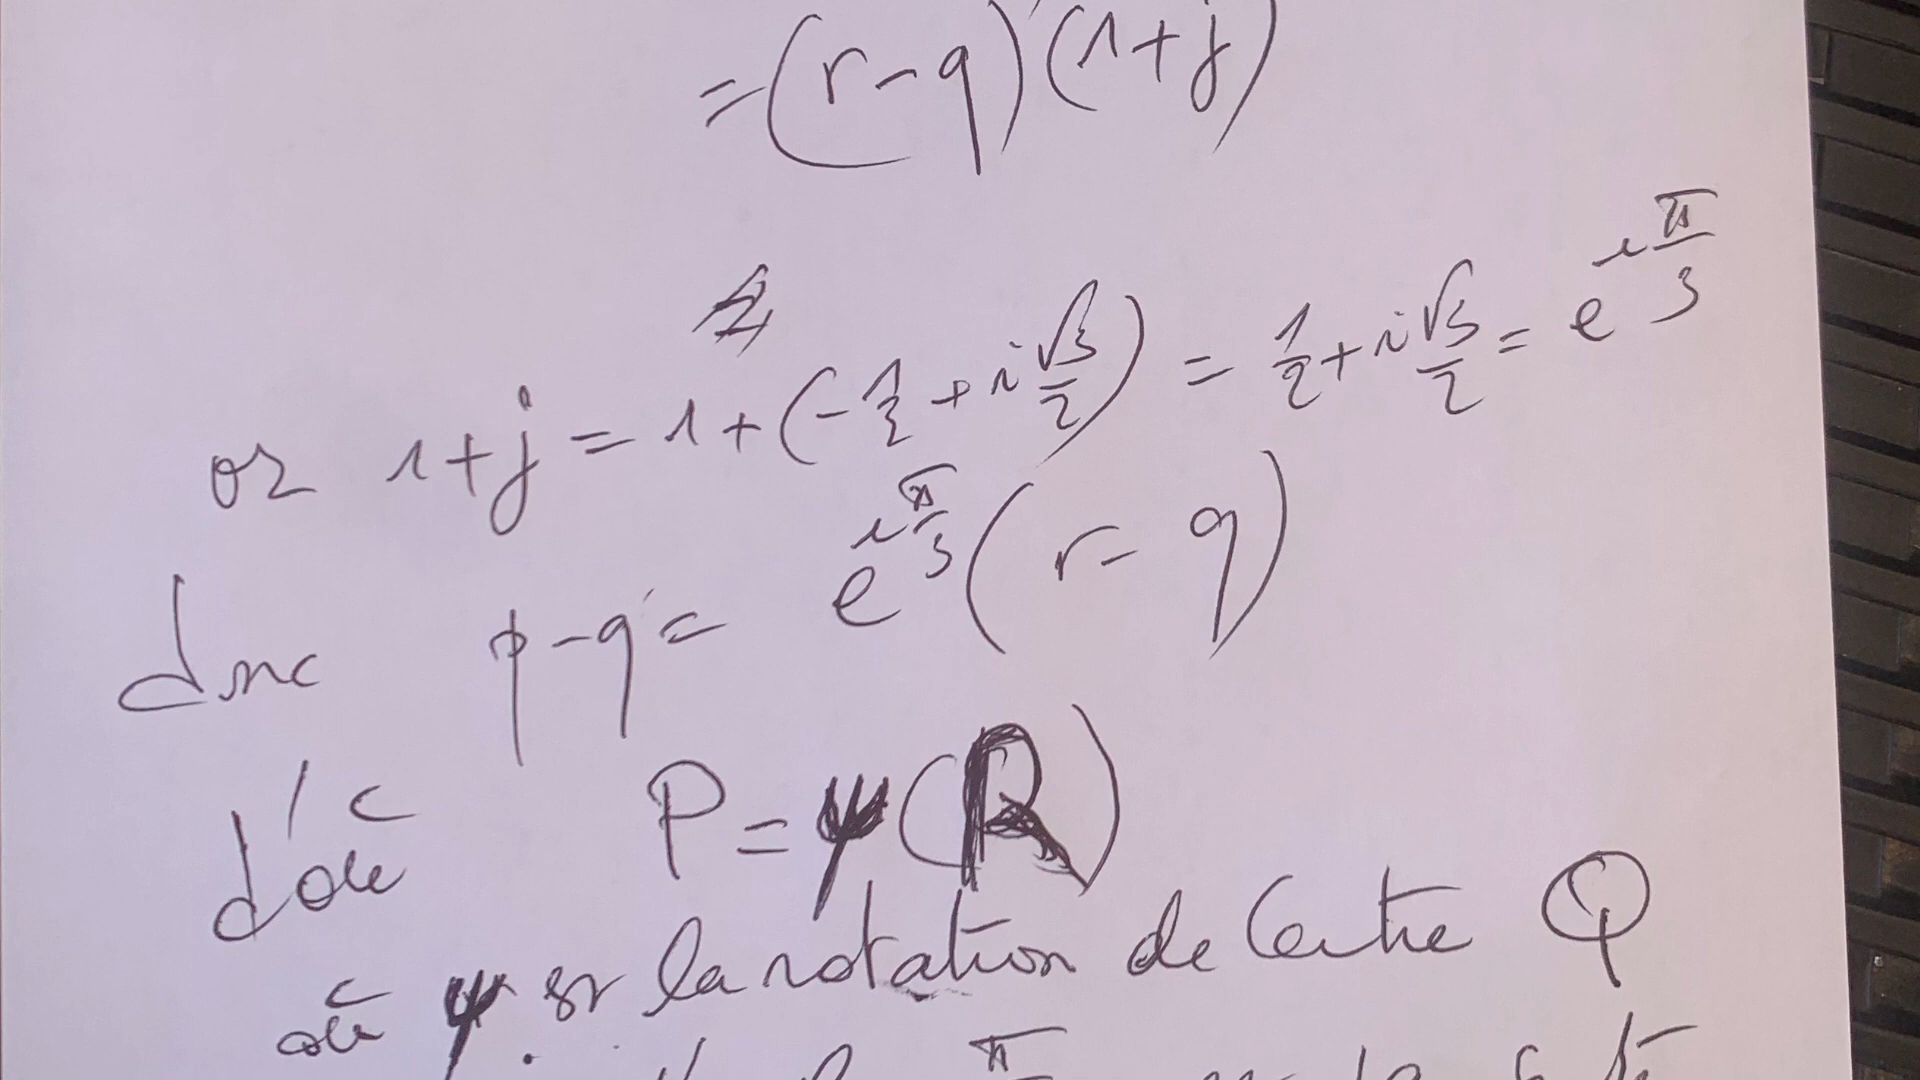 = (r-q)(1+j)
or 1+j = 1+(-1/2 + i√3/2) = 1/2 + i√3/2 = e^{iπ/3}
donc p-q = e^{iπ/3}(r-q)
d'où P = ψ(R)
où ψ est la rotation de centre Q
π